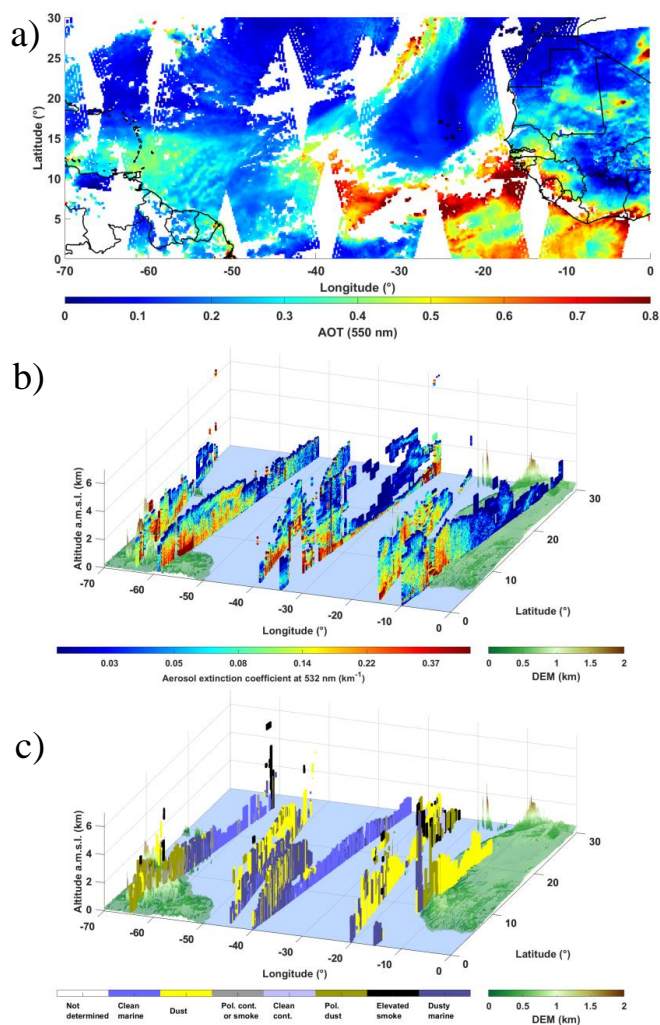 a)
30
25
20
15
10
5
0
Latitude (°)
-70 -60 -50 -40 -30 -20 -10 0
Longitude (°)
0 0.1 0.2 0.3 0.4 0.5 0.6 0.7 0.8
AOT (550 nm)
b)
Altitude a.m.s.l. (km)
6
4
2
0
-70 -60 -50 -40 -30 -20 -10 0
0 10 20 30
Longitude (°)
Latitude (°)
0.03 0.05 0.08 0.14 0.22 0.37
Aerosol extinction coefficient at 532 nm (km-1)
0 0.5 1 1.5 2
DEM (km)
c)
Altitude a.m.s.l. (km)
6
4
2
0
-70 -60 -50 -40 -30 -20 -10 0
0 10 20 30
Longitude (°)
Latitude (°)
Not determined
Clean marine
Dust
Pol. cont. or smoke
Clean cont.
Pol. dust
Elevated smoke
Dusty marine
0 0.5 1 1.5 2
DEM (km)